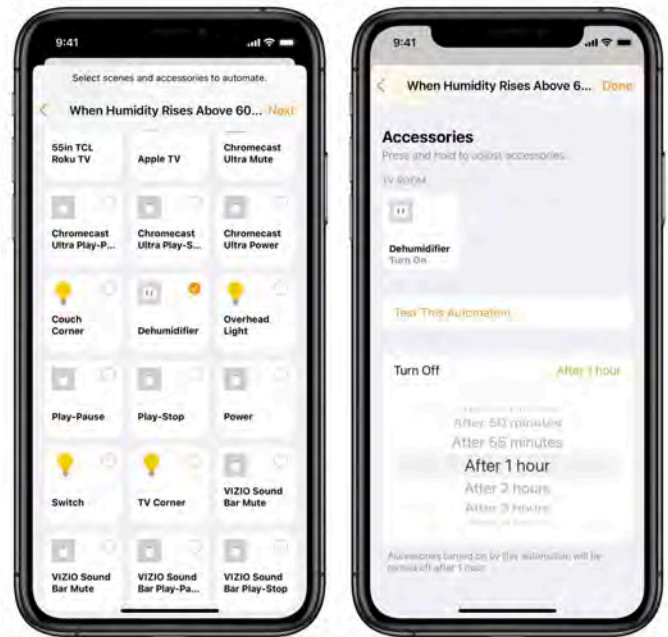 9:41
Select scenes and accessories to automate.
When Humidity Rises Above 60... Next
55in TCL
Roku TV
Apple TV
Chromecast
Ultra Mute
Chromecast
Ultra Play-P...
Chromecast
Ultra Play-S...
Chromecast
Ultra Power
Couch
Corner
Dehumidifier
Overhead
Light
Play-Pause
Play-Stop
Power
Switch
TV Corner
VIZIO Sound
Bar Mute
VIZIO Sound
Bar Mute
VIZIO Sound
Bar Play-Pa...
VIZIO Sound
Bar Play-Stop
9:41
When Humidity Rises Above 6... Done
Accessories
Press and hold to adjust accessories.
TV ROOM
Dehumidifier
Turn On
Test This Automation
Turn Off After 1 hour
After 50 minutes
After 55 minutes
After 1 hour
After 2 hours
After 3 hours
Accessories turned on by this automation will be
turned off after 1 hour.